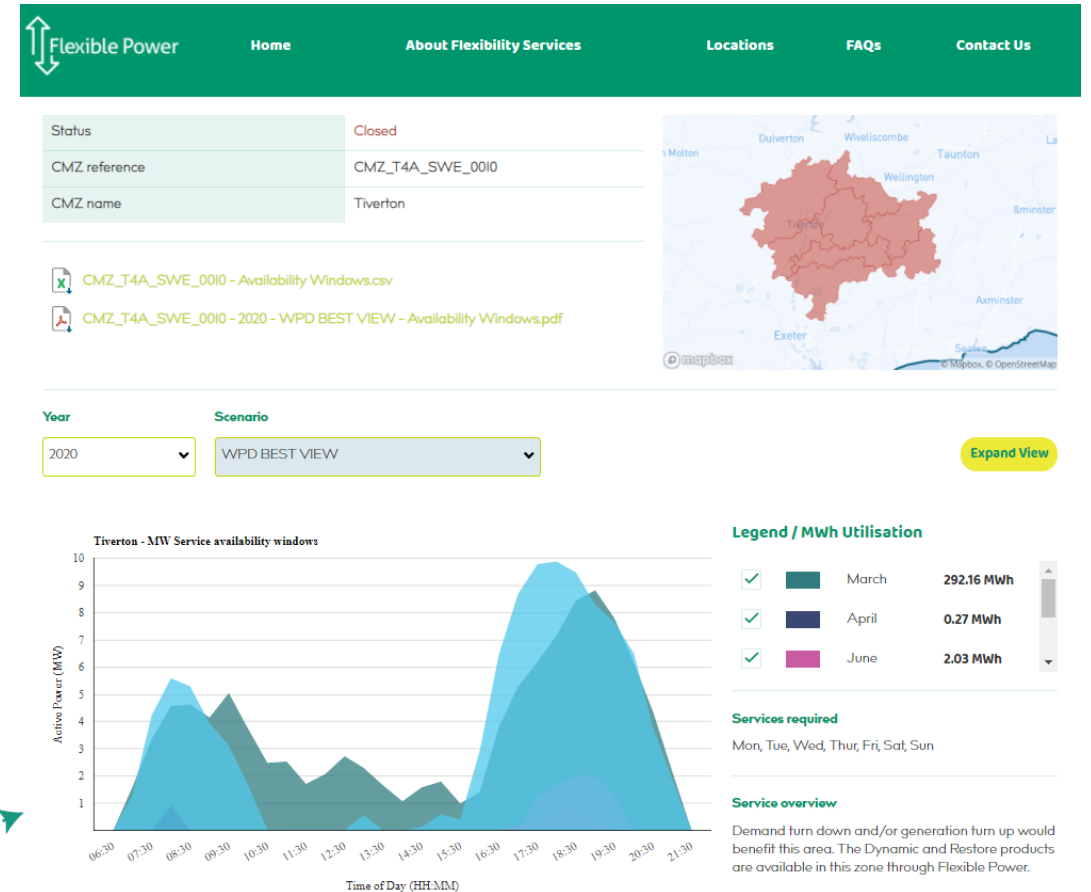 Flexible Power Home About Flexibility Services Locations FAQs Contact Us
Status Closed
CMZ reference CMZ_T4A_SWE_0010
CMZ name Tiverton
CMZ_T4A_SWE_0010 - Availability Windows.csv
CMZ_T4A_SWE_0010 - 2020 - WPD BEST VIEW - Availability Windows.pdf
Dulverton Wiveliscombe
h Molton Taunton La
Wellington
Tiverton Ilminster
Axminster
Exeter
Seaton
mapbox © Mapbox, © OpenStreetMap
Year Scenario
2020 WPD BEST VIEW Expand View
Tiverton - MW Service availability windows
10
9
8
7
6
5
4
3
2
1
Active Power (MW)
06:30 07:30 08:30 09:30 10:30 11:30 12:30 13:30 14:30 15:30 16:30 17:30 18:30 19:30 20:30 21:30
Time of Day (HH:MM)
Legend / MWh Utilisation
March 292.16 MWh
April 0.27 MWh
June 2.03 MWh
Services required
Mon, Tue, Wed, Thur, Fri, Sat, Sun
Service overview
Demand turn down and/or generation turn up would
benefit this area. The Dynamic and Restore products
are available in this zone through Flexible Power.